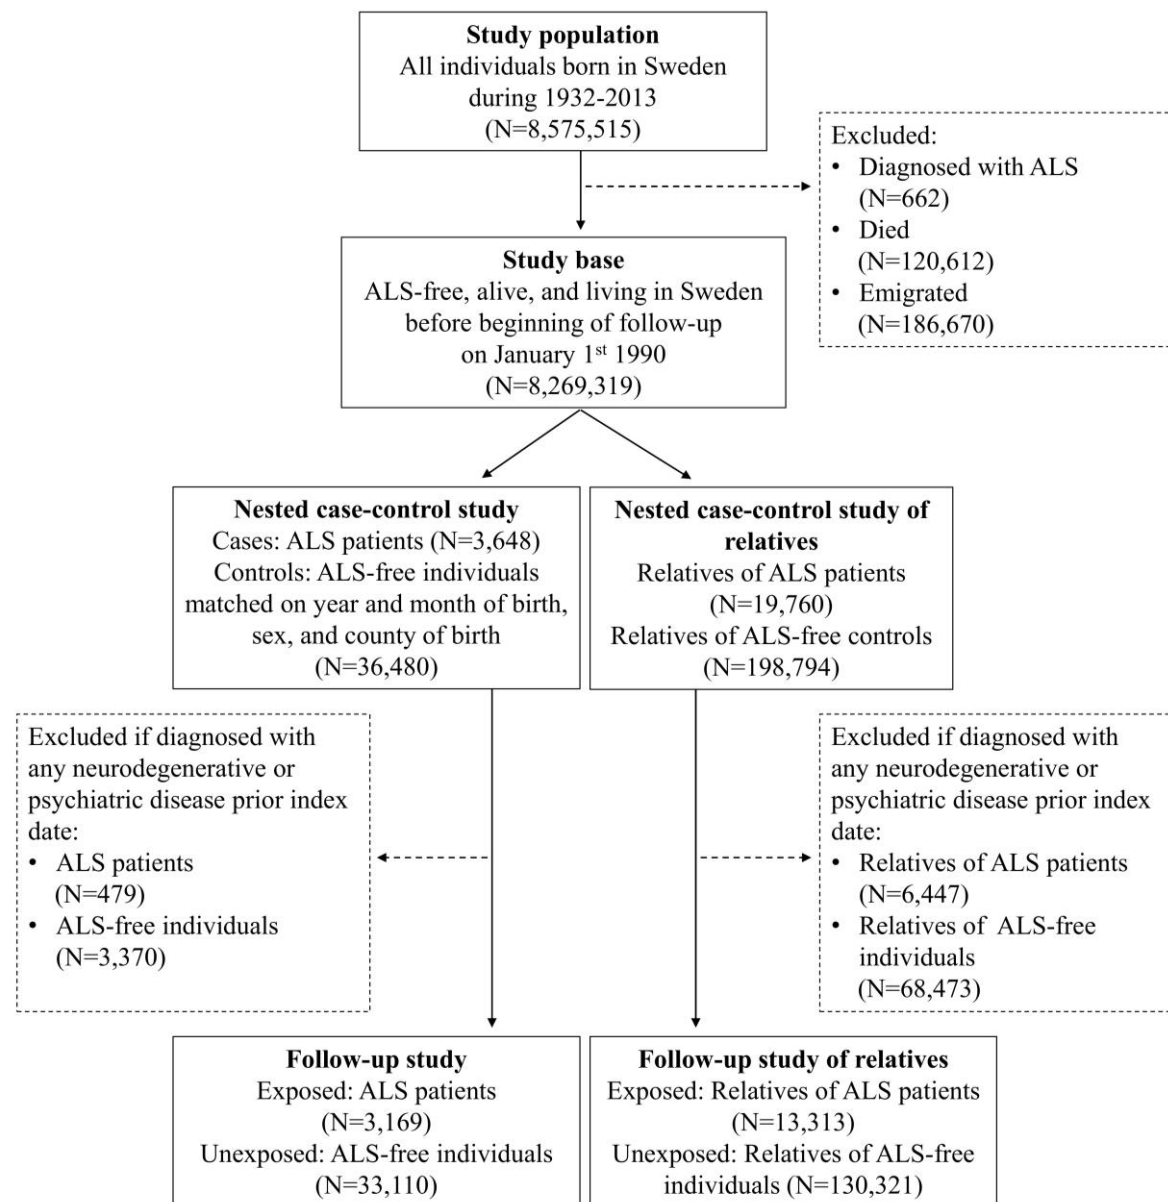 Study population
All individuals born in Sweden
during 1932-2013
(N=8,575,515)
Excluded:
• Diagnosed with ALS
(N=662)
• Died
(N=120,612)
• Emigrated
(N=186,670)
Study base
ALS-free, alive, and living in Sweden
before beginning of follow-up
on January 1st 1990
(N=8,269,319)
Nested case-control study
Cases: ALS patients (N=3,648)
Controls: ALS-free individuals
matched on year and month of birth,
sex, and county of birth
(N=36,480)
Nested case-control study of
relatives
Relatives of ALS patients
(N=19,760)
Relatives of ALS-free controls
(N=198,794)
Excluded if diagnosed with
any neurodegenerative or
psychiatric disease prior index
date:
• ALS patients
(N=479)
• ALS-free individuals
(N=3,370)
Excluded if diagnosed with
any neurodegenerative or
psychiatric disease prior index
date:
• Relatives of ALS patients
(N=6,447)
• Relatives of ALS-free
individuals
(N=68,473)
Follow-up study
Exposed: ALS patients
(N=3,169)
Unexposed: ALS-free individuals
(N=33,110)
Follow-up study of relatives
Exposed: Relatives of ALS patients
(N=13,313)
Unexposed: Relatives of ALS-free
individuals (N=130,321)